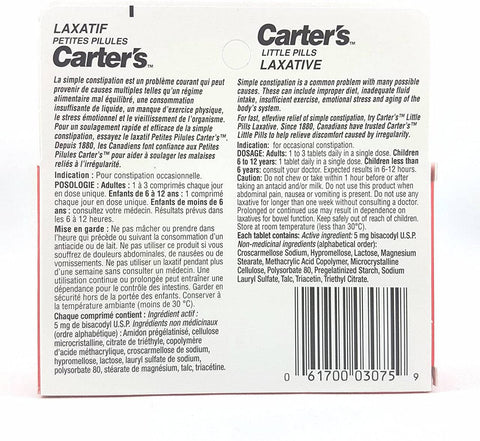 LAXATIF
PETITES PILULES
Carter's™
La simple constipation est un problème courant qui peut
provenir de causes multiples telles qu'un régime
alimentaire mal équilibré, une consommation
insuffisante de liquide, un manque d'exercice physique,
le stress émotionnel et le vieillissement de l'organisme.
Pour un soulagement rapide et efficace de la simple
constipation, essayez le laxatif Petites Pilules Carter's™.
Depuis 1880, les Canadiens font confiance aux Petites
Pilules Carter's™ pour aider à soulager les malaises
reliés à l'irrégularité.
Indication : Pour constipation occasionnelle.
POSOLOGIE : Adultes : 1 à 3 comprimés chaque
jour en dose unique. Enfants de 6 à 12 ans : 1 comprimé
chaque jour en dose unique. Enfants de moins de 6
ans : consultez votre médecin. Résultats prévus dans
les 6 à 12 heures.
Mise en garde : Ne pas mâcher ou prendre dans
l'heure qui précède ou suivant la consommation d'un
antiacide ou de lait. Ne pas utiliser ce produit si vous
souffrez de douleurs abdominales, de nausées ou de
vomissements. Ne pas utiliser un laxatif pendant plus
d'une semaine sans consulter un médecin. Une
utilisation prolongée ou continue peut entraîner une
dépendance pour le contrôle des intestins. Garder en
sécurité hors de la portée des enfants. Conserver à
la température ambiante (moins de 30 °C).
Chaque comprimé contient : Ingrédient actif :
5 mg de bisacodyl U.S.P. Ingrédients non médicinaux
(ordre alphabétique) : Amidon prégélatinisé, cellulose
microcristalline, citrate de triéthyle, copolymère
d'acide méthacrylique, croscarmellose de sodium,
hypromellose, lactose, lauryl sulfate de sodium,
polysorbate 80, stéarate de magnésium, talc, triacétine.
Carter's™
LITTLE PILLS
LAXATIVE
Simple constipation is a common problem with many possible
causes. These can include improper diet, inadequate fluid
intake, insufficient exercise, emotional stress and aging of the
body's system.
For fast, effective relief of simple constipation, try Carter's™ Little
Pills Laxative. Since 1880, Canadians have trusted Carter's™
Little Pills to help relieve discomfort caused by irregularity.
Indication: for occasional constipation.
DOSAGE: Adults: 1 to 3 tablets daily in a single dose. Children
6 to 12 years: 1 tablet daily in a single dose. Children less than
6 years: consult your doctor. Expected results in 6-12 hours.
Caution: Do not chew or take within 1 hour before or after
taking an antacid or milk. Do not use this product when
abdominal pain, nausea or vomiting is present. Do not use any
laxative for longer than one week without consulting a doctor.
Prolonged or continued use may result in dependency on
laxatives for bowel function. Keep safely out of reach of children.
Store at room temperature (less than 30°C).
Each tablet contains: Active ingredient: 5 mg bisacodyl U.S.P.
Non-medicinal ingredients (alphabetical order):
Croscarmellose Sodium, Hypromellose, Lactose, Magnesium
Stearate, Methacrylic Acid Copolymer, Microcrystalline
Cellulose, Polysorbate 80, Pregelatinized Starch, Sodium
Lauryl Sulfate, Talc, Triacetin, Triethyl Citrate.
0 61700 03075 9